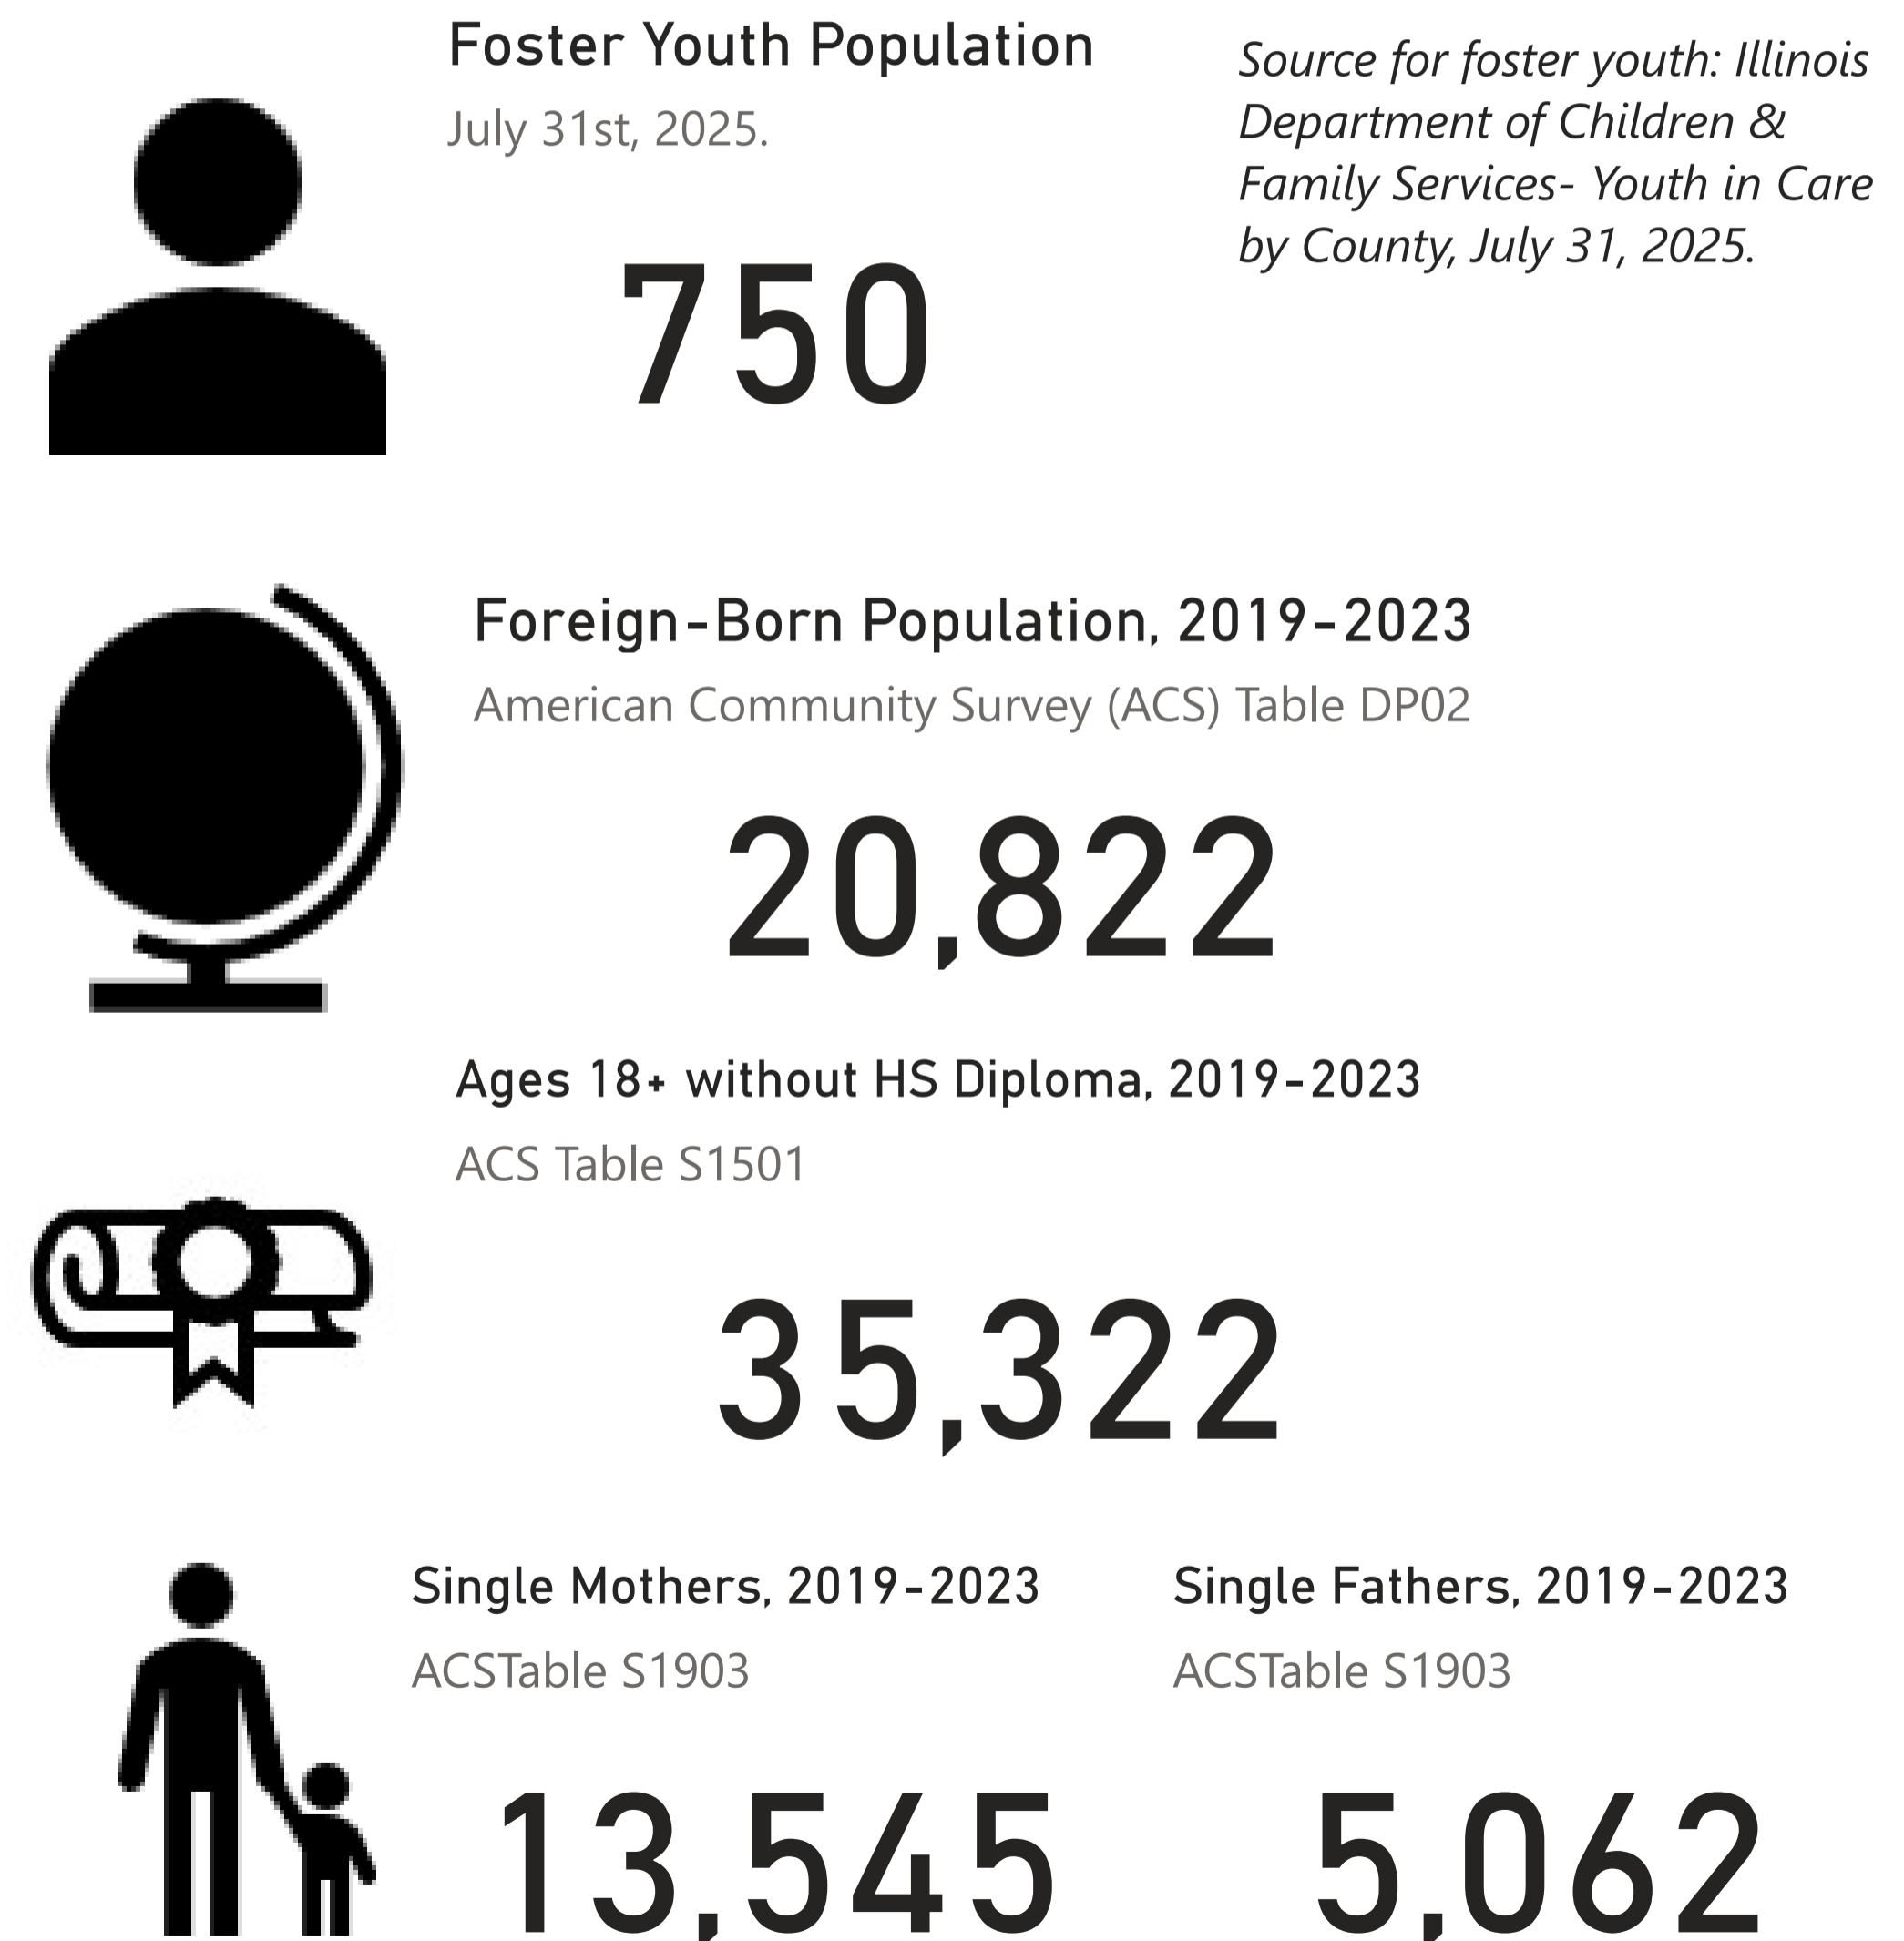 Foster Youth Population
July 31st, 2025.
750
Source for foster youth: Illinois
Department of Children &
Family Services- Youth in Care
by County, July 31, 2025.
Foreign-Born Population, 2019-2023
American Community Survey (ACS) Table DP02
20,822
Ages 18+ without HS Diploma, 2019-2023
ACS Table S1501
35,322
Single Mothers, 2019-2023
ACSTable S1903
13,545
Single Fathers, 2019-2023
ACSTable S1903
5,062